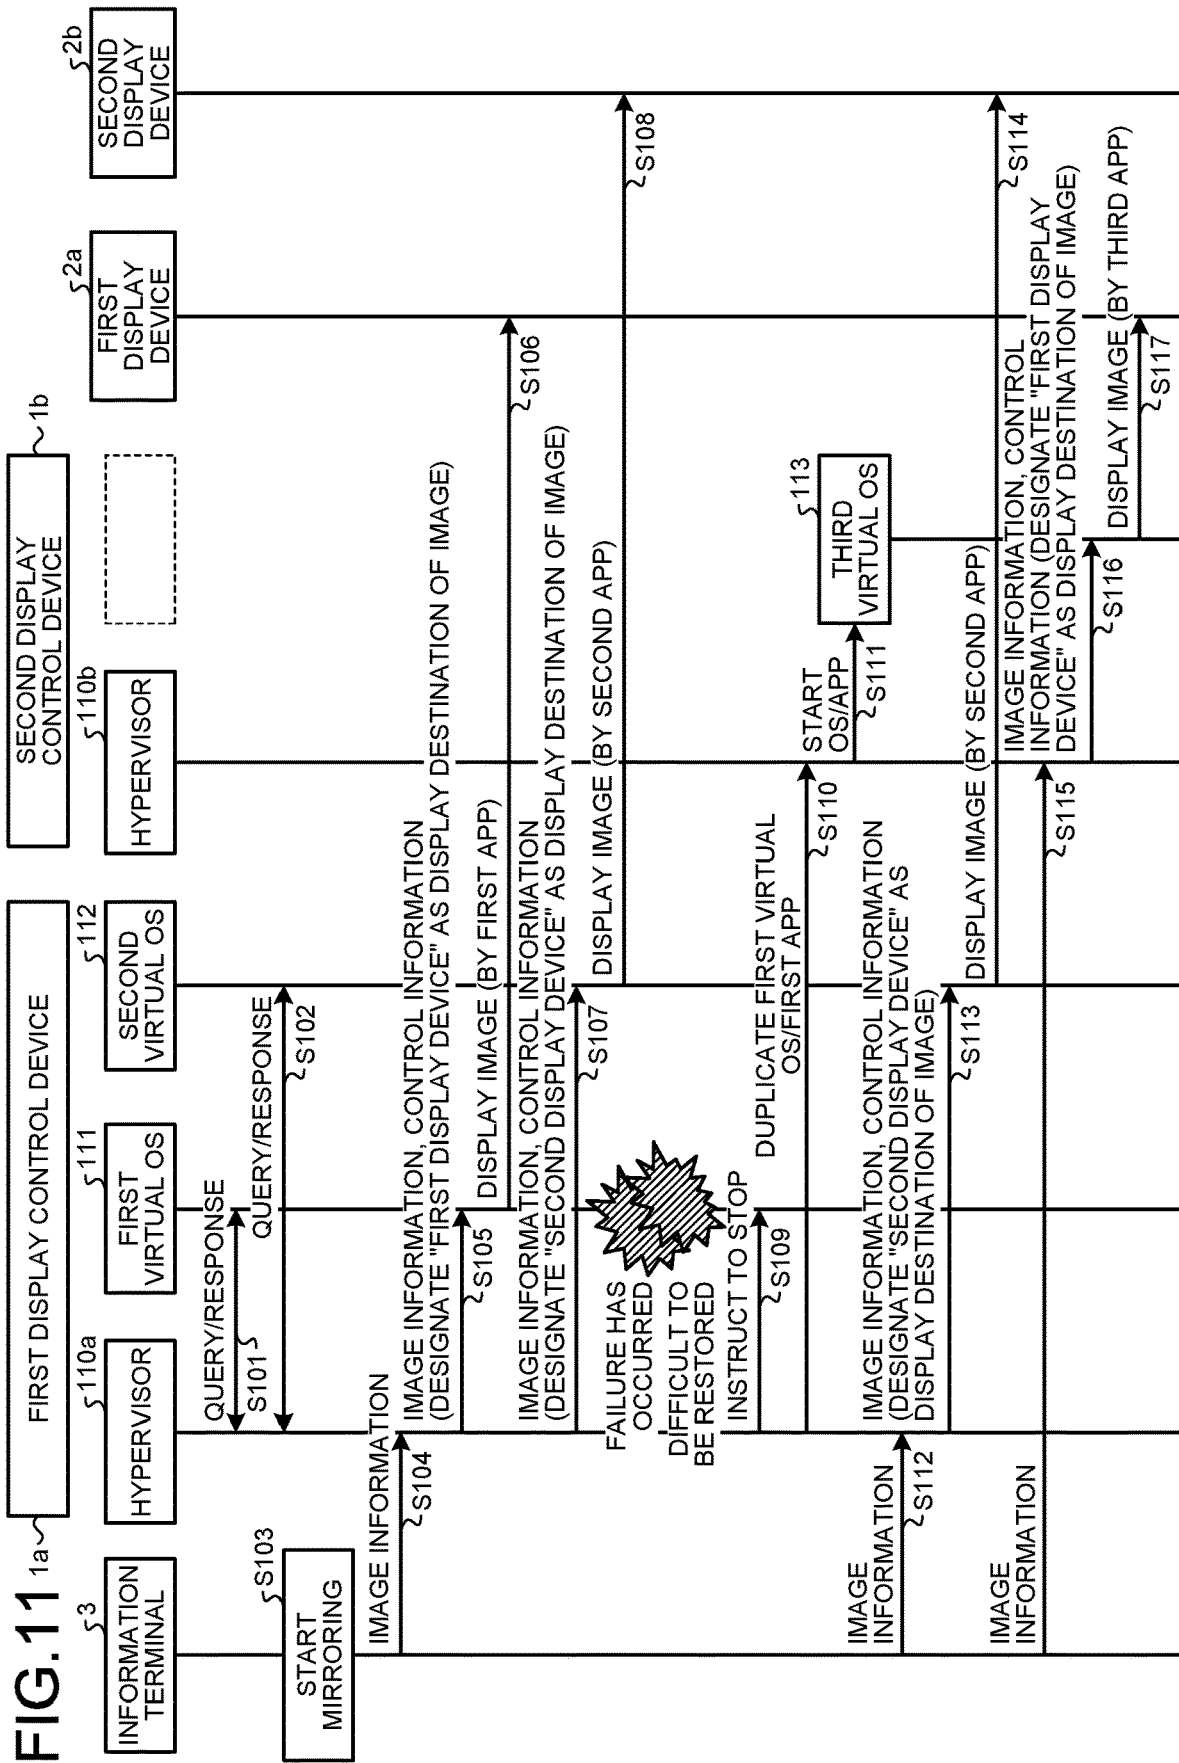 FIG.11
1a
FIRST DISPLAY CONTROL DEVICE
SECOND DISPLAY
CONTROL DEVICE
1b
3
INFORMATION
TERMINAL
110a
HYPERVISOR
111
FIRST
VIRTUAL OS
112
SECOND
VIRTUAL OS
110b
HYPERVISOR
2a
FIRST
DISPLAY
DEVICE
2b
SECOND
DISPLAY
DEVICE
QUERY/RESPONSE
S101
QUERY/RESPONSE
S102
S103
START
MIRRORING
IMAGE INFORMATION
S104
IMAGE INFORMATION, CONTROL INFORMATION
(DESIGNATE "FIRST DISPLAY DEVICE" AS DISPLAY DESTINATION OF IMAGE)
S105
DISPLAY IMAGE (BY FIRST APP)
S106
IMAGE INFORMATION, CONTROL INFORMATION
(DESIGNATE "SECOND DISPLAY DEVICE" AS DISPLAY DESTINATION OF IMAGE)
S107
DISPLAY IMAGE (BY SECOND APP)
S108
FAILURE HAS
OCCURRED
DIFFICULT TO
BE RESTORED
INSTRUCT TO STOP
S109
DUPLICATE FIRST VIRTUAL
OS/FIRST APP
S110
START
OS/APP
S111
113
THIRD
VIRTUAL OS
IMAGE
INFORMATION
S112
IMAGE INFORMATION, CONTROL INFORMATION
(DESIGNATE "SECOND DISPLAY DEVICE" AS
DISPLAY DESTINATION OF IMAGE)
S113
DISPLAY IMAGE (BY SECOND APP)
S114
IMAGE
INFORMATION
S115
IMAGE INFORMATION, CONTROL
INFORMATION (DESIGNATE "FIRST DISPLAY
DEVICE" AS DISPLAY DESTINATION OF IMAGE)
S116
DISPLAY IMAGE (BY THIRD APP)
S117